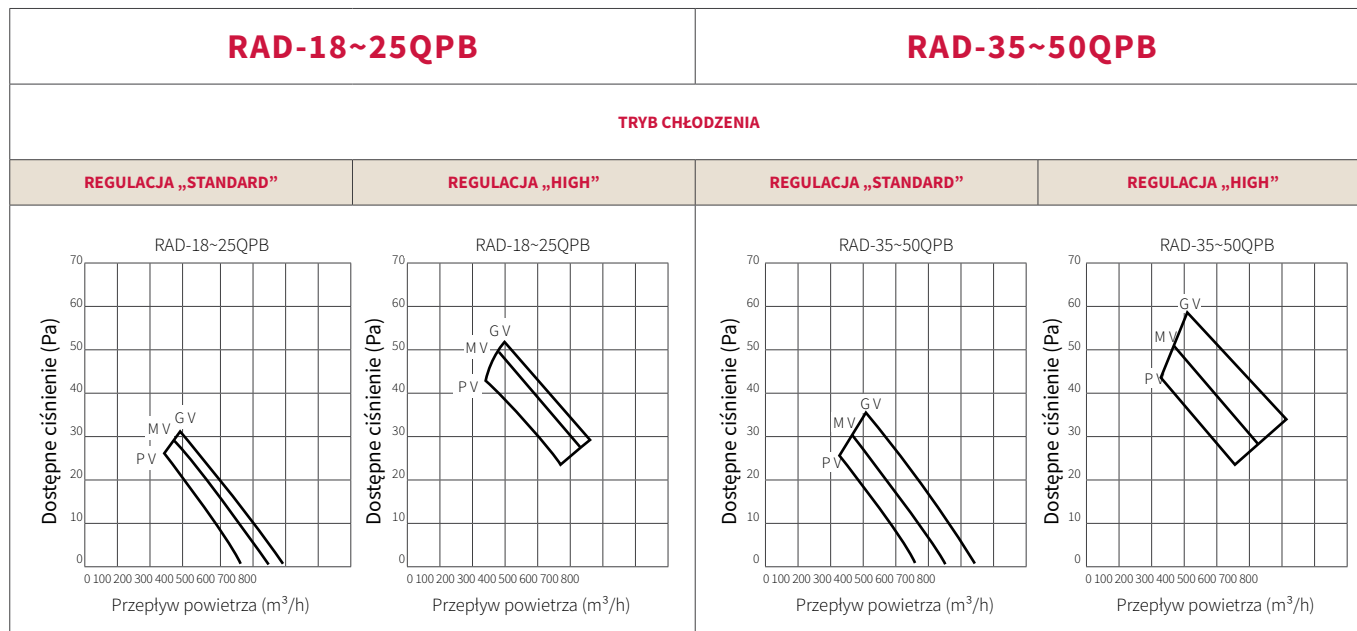 RAD-18~25QPB
RAD-35~50QPB
TRYB CHŁODZENIA
REGULACJA „STANDARD”
REGULACJA „HIGH”
REGULACJA „STANDARD”
REGULACJA „HIGH”
RAD-18~25QPB
Dostępne ciśnienie (Pa)
70
60
50
40
30
20
10
0
G V
M V
P V
0 100 200 300 400 500 600 700 800
Przepływ powietrza (m³/h)
RAD-18~25QPB
Dostępne ciśnienie (Pa)
70
60
50
40
30
20
10
0
G V
M V
P V
0 100 200 300 400 500 600 700 800
Przepływ powietrza (m³/h)
RAD-35~50QPB
Dostępne ciśnienie (Pa)
70
60
50
40
30
20
10
0
G V
M V
P V
0 100 200 300 400 500 600 700 800
Przepływ powietrza (m³/h)
RAD-35~50QPB
Dostępne ciśnienie (Pa)
70
60
50
40
30
20
10
0
G V
M V
P V
0 100 200 300 400 500 600 700 800
Przepływ powietrza (m³/h)